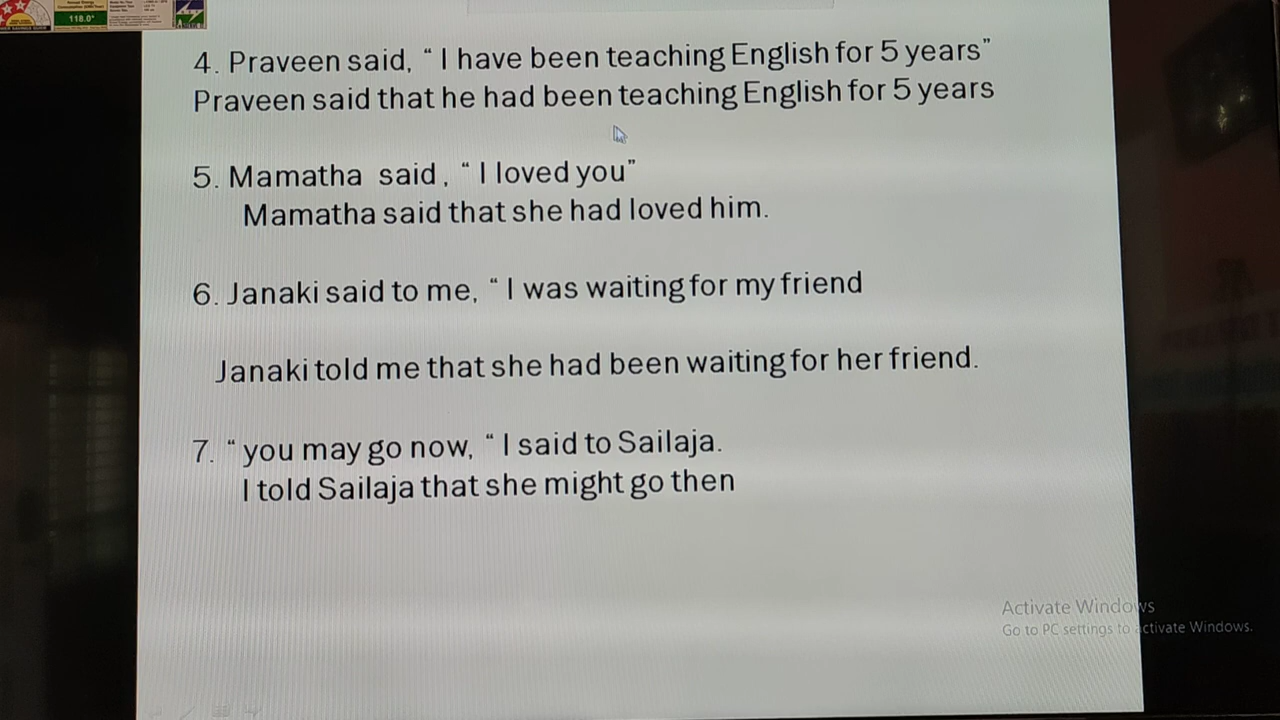 118.0*
4. Praveen said, “ I have been teaching English for 5 years”
Praveen said that he had been teaching English for 5 years
5. Mamatha said , “ I loved you”
Mamatha said that she had loved him.
6. Janaki said to me, “ I was waiting for my friend
Janaki told me that she had been waiting for her friend.
7. “ you may go now, “ I said to Sailaja.
I told Sailaja that she might go then
Activate Windows
Go to PC settings to activate Windows.